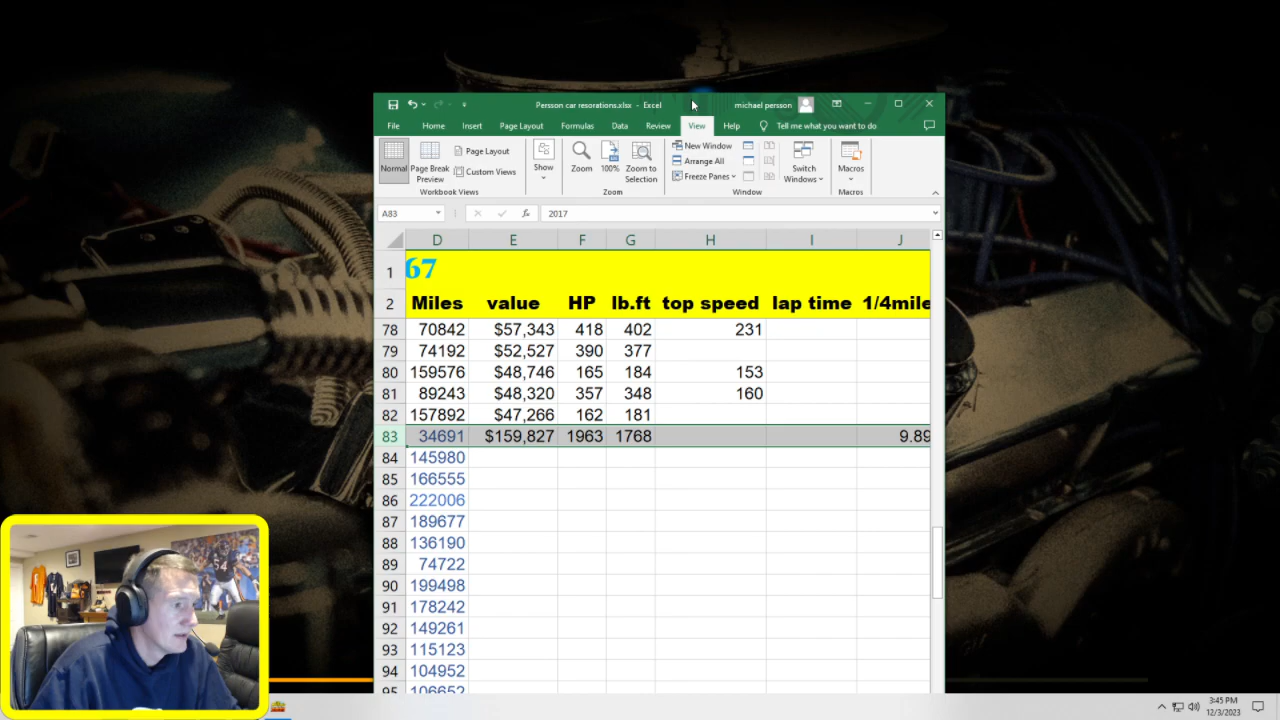 Persson car resorations.xlsx - Excel
michael persson
File Home Insert Page Layout Formulas Data Review View Help Tell me what you want to do
Normal
Page Break Preview
Page Layout
Custom Views
Workbook Views
Show
Zoom
100%
Zoom to Selection
Zoom
New Window
Arrange All
Freeze Panes
Switch Windows
Window
Macros
Macros
A83
fx
2017
D E F G H I J
1 67
2 Miles value HP lb.ft top speed lap time 1/4mile
78 70842 $57,343 418 402 231
79 74192 $52,527 390 377
80 159576 $48,746 165 184 153
81 89243 $48,320 357 348 160
82 157892 $47,266 162 181
83 34691 $159,827 1963 1768 9.89
84 145980
85 166555
86 222006
87 189677
88 136190
89 74722
90 199498
91 178242
92 149261
93 115123
94 104952
95 106652
54
3:45 PM
12/3/2023